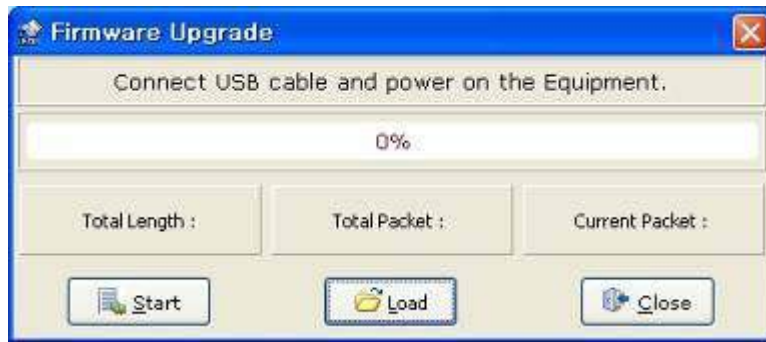 Firmware Upgrade
Connect USB cable and power on the Equipment.
0%
Total Length : Total Packet : Current Packet :
Start Load Close